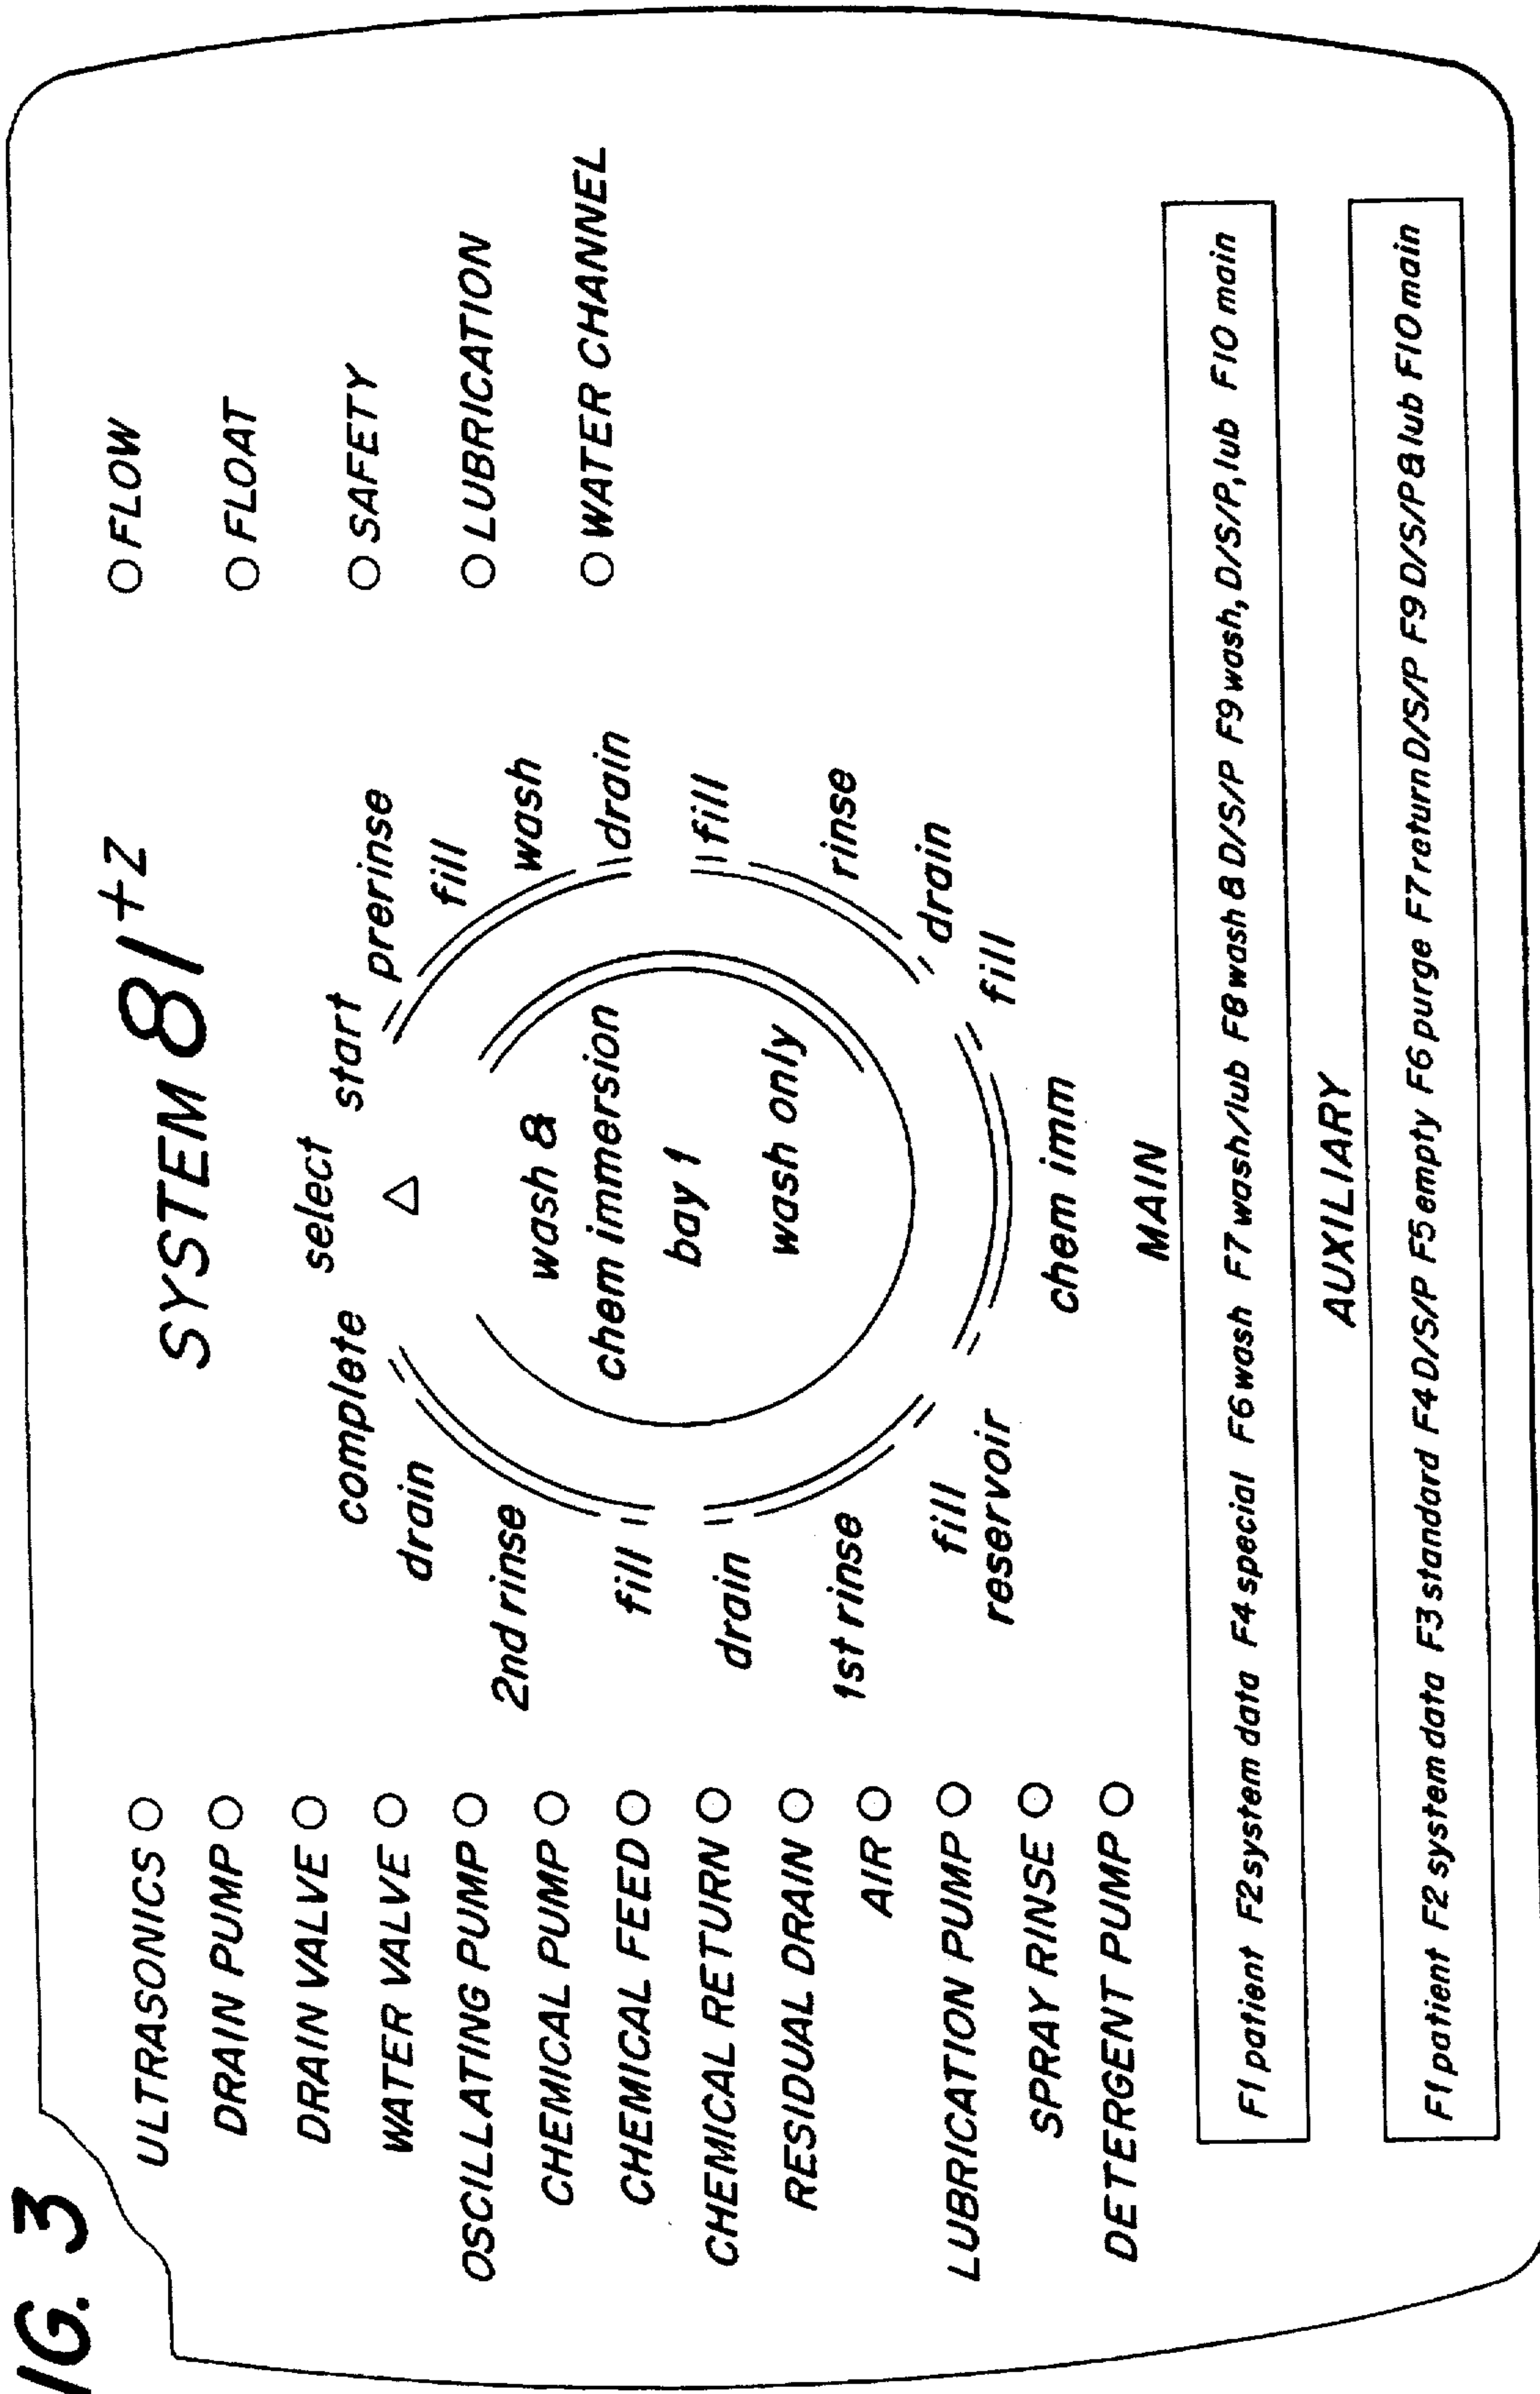 IG. 3
SYSTEM 81+z
ULTRASONICS
DRAIN PUMP
DRAIN VALVE
WATER VALVE
OSCILLATING PUMP
CHEMICAL PUMP
CHEMICAL FEED
CHEMICAL RETURN
RESIDUAL DRAIN
AIR
LUBRICATION PUMP
SPRAY RINSE
DETERGENT PUMP
select
start
prerinse
fill
wash
drain
fill
rinse
drain
fill
chem imm
fill
reservoir
1st rinse
drain
fill
2nd rinse
drain
complete
wash &
chem immersion
bay 1
wash only
FLOW
FLOAT
SAFETY
LUBRICATION
WATER CHANNEL
MAIN
F1 patient F2 system data F4 special F6 wash F7 wash/lub F8 wash & D/S/P F9 wash, D/S/P, lub F10 main
AUXILIARY
F1 patient F2 system data F3 standard F4 D/S/P F5 empty F6 purge F7 return D/S/P F9 D/S/P & lub F10 main